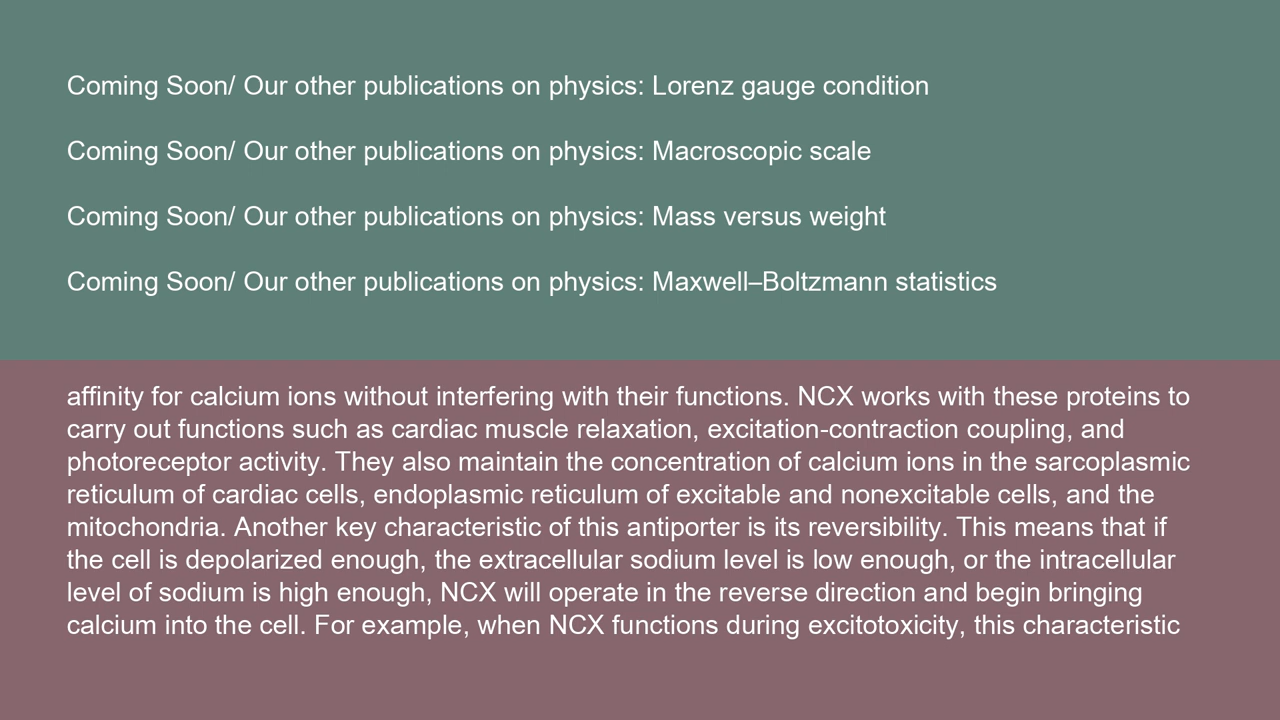 Coming Soon/ Our other publications on physics: Lorenz gauge condition
Coming Soon/ Our other publications on physics: Macroscopic scale
Coming Soon/ Our other publications on physics: Mass versus weight
Coming Soon/ Our other publications on physics: Maxwell–Boltzmann statistics
affinity for calcium ions without interfering with their functions. NCX works with these proteins to
carry out functions such as cardiac muscle relaxation, excitation-contraction coupling, and
photoreceptor activity. They also maintain the concentration of calcium ions in the sarcoplasmic
reticulum of cardiac cells, endoplasmic reticulum of excitable and nonexcitable cells, and the
mitochondria. Another key characteristic of this antiporter is its reversibility. This means that if
the cell is depolarized enough, the extracellular sodium level is low enough, or the intracellular
level of sodium is high enough, NCX will operate in the reverse direction and begin bringing
calcium into the cell. For example, when NCX functions during excitotoxicity, this characteristic